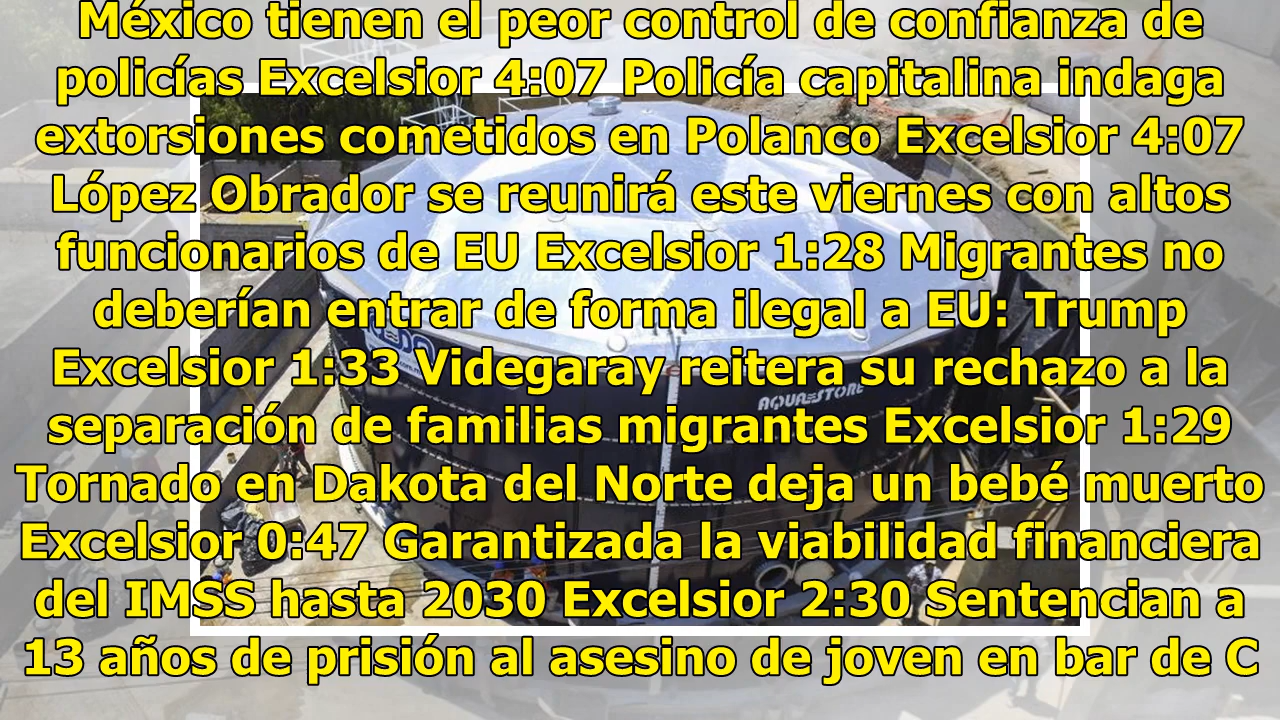 México tienen el peor control de confianza de
policías Excelsior 4:07 Policía capitalina indaga
extorsiones cometidos en Polanco Excelsior 4:07
López Obrador se reunirá este viernes con altos
funcionarios de EU Excelsior 1:28 Migrantes no
deberían entrar de forma ilegal a EU: Trump
Excelsior 1:33 Videgaray reitera su rechazo a la
separación de familias migrantes Excelsior 1:29
Tornado en Dakota del Norte deja un bebé muerto
Excelsior 0:47 Garantizada la viabilidad financiera
del IMSS hasta 2030 Excelsior 2:30 Sentencian a
13 años de prisión al asesino de joven en bar de C
AQUASTORE